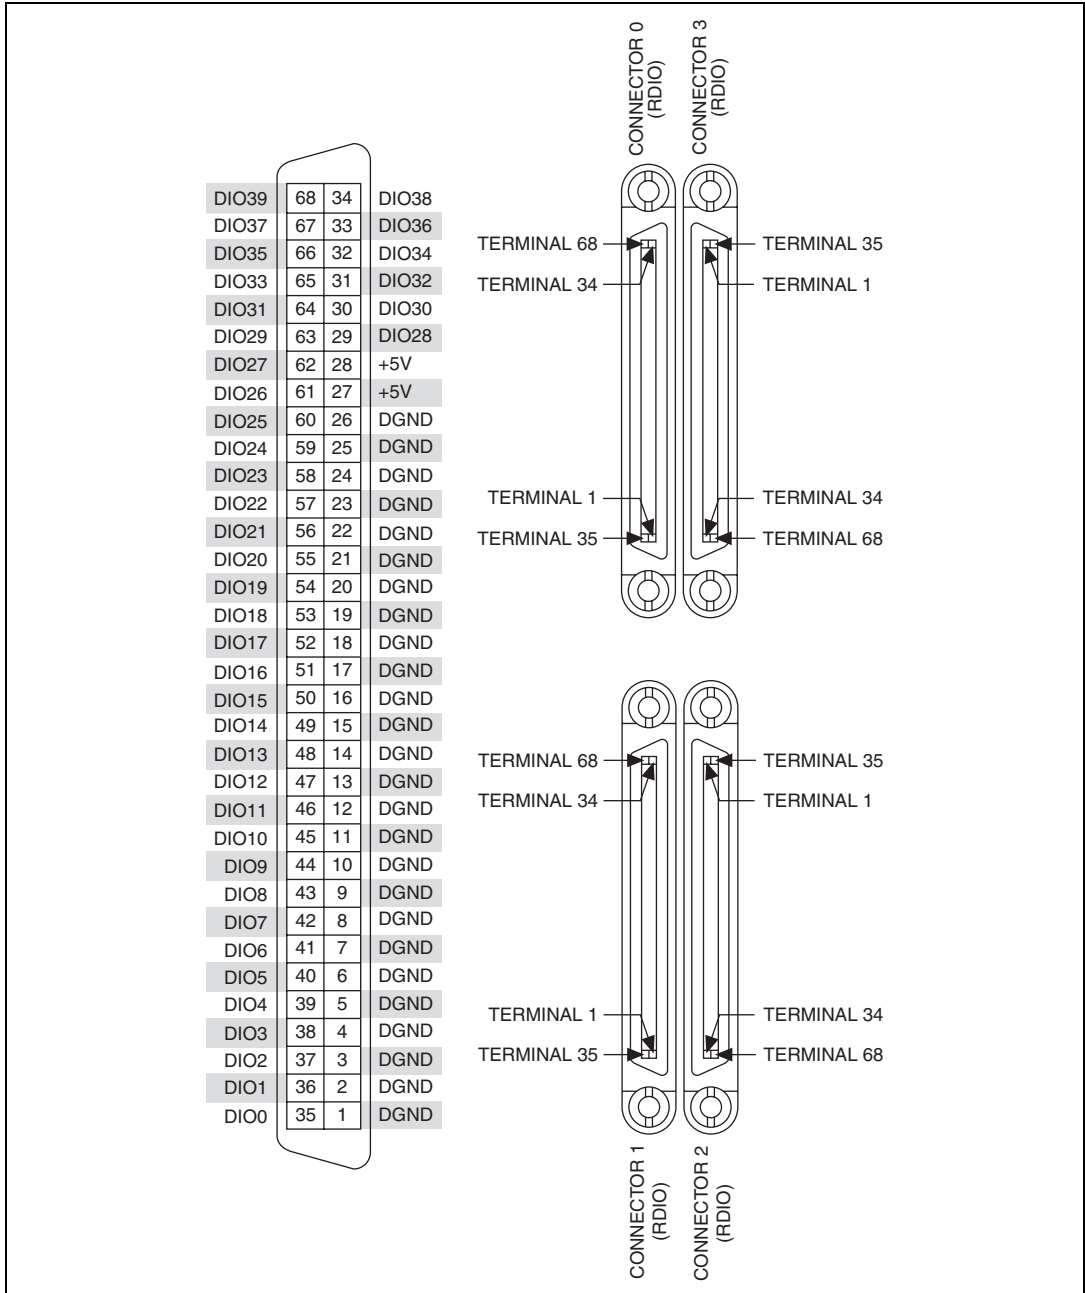 CONNECTOR 0
(RDIO)
CONNECTOR 3
(RDIO)
DIO39 68 34 DIO38
DIO37 67 33 DIO36
DIO35 66 32 DIO34
DIO33 65 31 DIO32
DIO31 64 30 DIO30
DIO29 63 29 DIO28
DIO27 62 28 +5V
DIO26 61 27 +5V
DIO25 60 26 DGND
DIO24 59 25 DGND
DIO23 58 24 DGND
DIO22 57 23 DGND
DIO21 56 22 DGND
DIO20 55 21 DGND
DIO19 54 20 DGND
DIO18 53 19 DGND
DIO17 52 18 DGND
DIO16 51 17 DGND
DIO15 50 16 DGND
DIO14 49 15 DGND
DIO13 48 14 DGND
DIO12 47 13 DGND
DIO11 46 12 DGND
DIO10 45 11 DGND
DIO9 44 10 DGND
DIO8 43 9 DGND
DIO7 42 8 DGND
DIO6 41 7 DGND
DIO5 40 6 DGND
DIO4 39 5 DGND
DIO3 38 4 DGND
DIO2 37 3 DGND
DIO1 36 2 DGND
DIO0 35 1 DGND
TERMINAL 68
TERMINAL 35
TERMINAL 34
TERMINAL 1
TERMINAL 1
TERMINAL 34
TERMINAL 35
TERMINAL 68
TERMINAL 68
TERMINAL 35
TERMINAL 34
TERMINAL 1
TERMINAL 1
TERMINAL 34
TERMINAL 35
TERMINAL 68
CONNECTOR 1
(RDIO)
CONNECTOR 2
(RDIO)